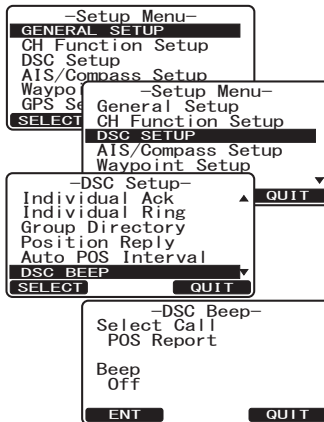 –Setup Menu–
GENERAL SETUP
CH Function Setup
DSC Setup
AIS/Compass Setup
Waypoi
GPS Se
SELECT
–Setup Menu–
General Setup
CH Function Setup
DSC SETUP
AIS/Compass Setup
Waypoint Setup
QUIT
–DSC Setup–
Individual Ack
Individual Ring
Group Directory
Position Reply
Auto POS Interval
DSC BEEP
SELECT QUIT
–DSC Beep–
Select Call
POS Report
Beep
Off
ENT QUIT